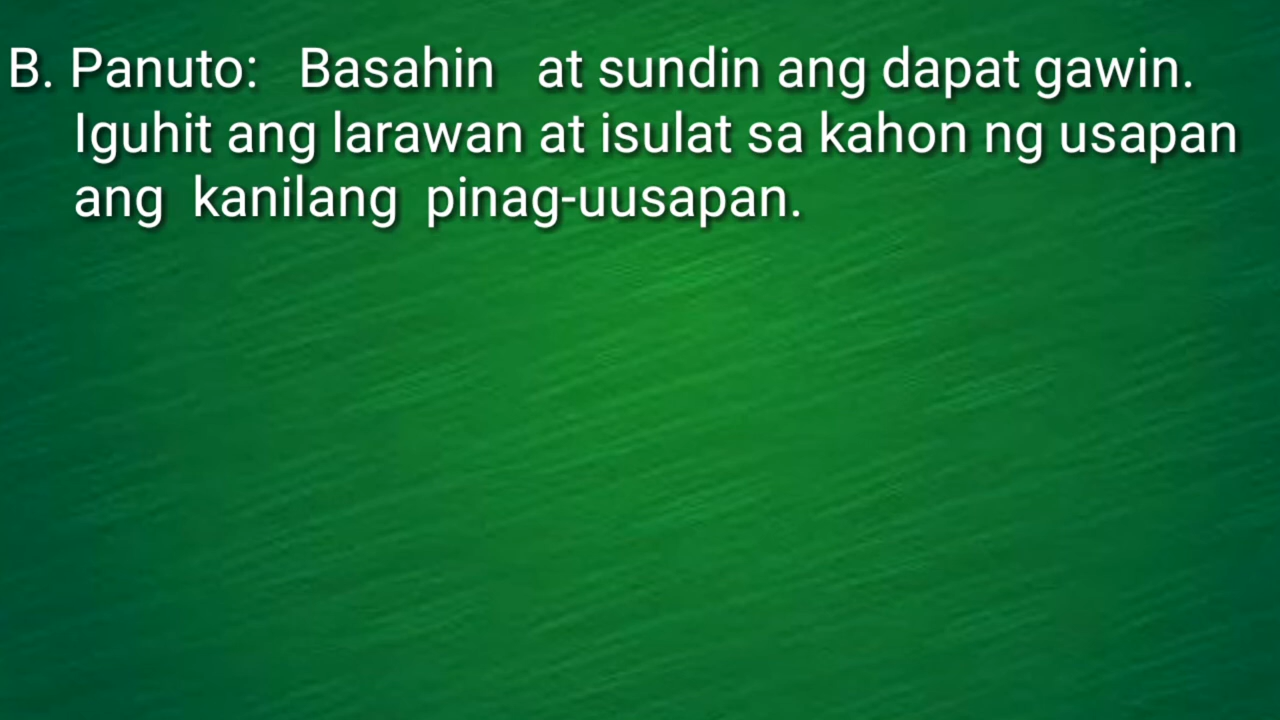 B. Panuto: Basahin at sundin ang dapat gawin.
Iguhit ang larawan at isulat sa kahon ng usapan
ang kanilang pinag-uusapan.